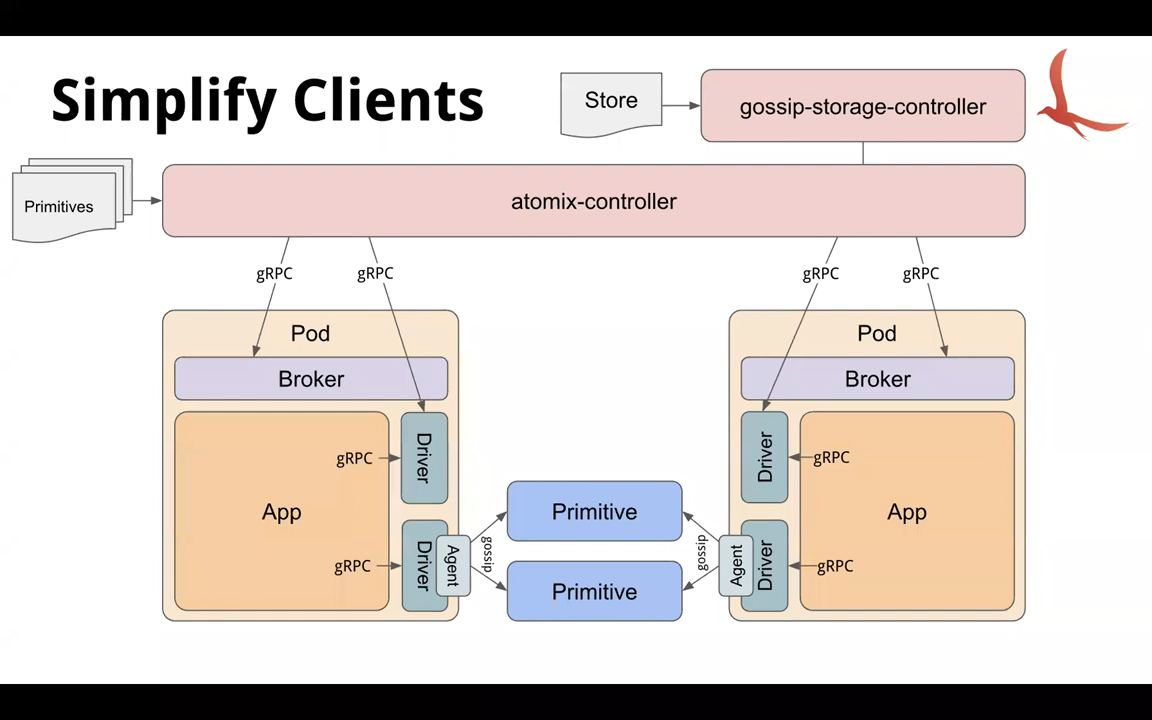 Simplify Clients
Store
gossip-storage-controller
Primitives
atomix-controller
gRPC
gRPC
gRPC
gRPC
Pod
Broker
App
gRPC
Driver
gRPC
Driver
Agent
gossip
Primitive
Primitive
gossip
Pod
Broker
Driver
gRPC
App
Agent
Driver
gRPC